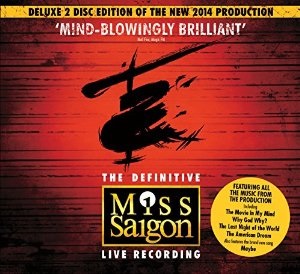 DELUXE 2 DISC EDITION OF THE NEW 2014 PRODUCTION
'MIND-BLOWINGLY BRILLIANT'
THE DEFINITIVE
Miss
Saigon
LIVE RECORDING
FEATURING ALL
THE MUSIC FROM
THE PRODUCTION
Including
The Movie in My Mind
Why God Why?
The Last Night of the World
The American Dream
Also features the brand new song
Maybe